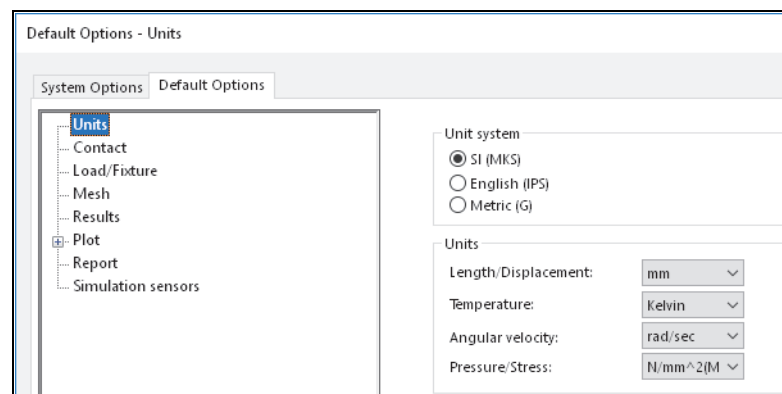 Default Options - Units
System Options
Default Options
Units
Contact
Load/Fixture
Mesh
Results
Plot
Report
Simulation sensors
Unit system
SI (MKS)
English (IPS)
Metric (G)
Units
Length/Displacement: mm
Temperature: Kelvin
Angular velocity: rad/sec
Pressure/Stress: N/mm^2(M